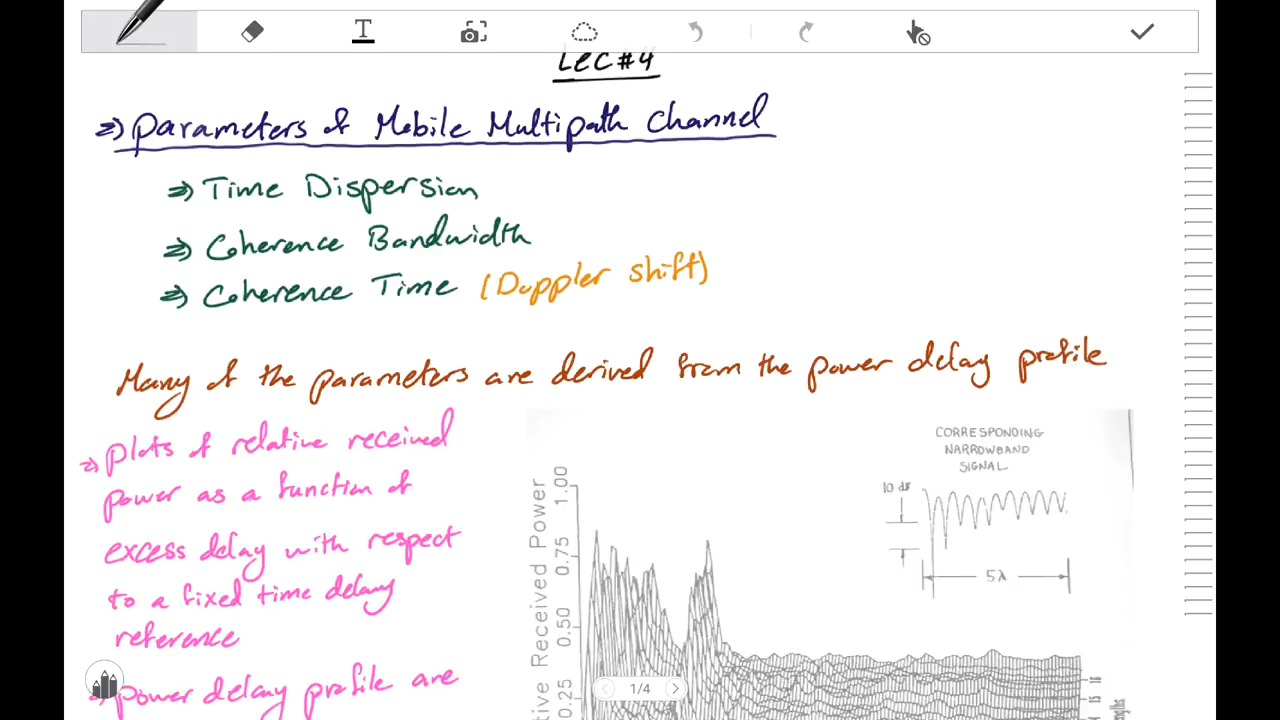 T
Lec#4
⇒ Parameters of Mobile Multipath Channel
⇒ Time Dispersion
⇒ Coherence Bandwidth
⇒ Coherence Time (Doppler shift)
Many of the parameters are derived from the power delay profile
⇒ plots of relative received
power as a function of
excess delay with respect
to a fixed time delay
reference
⇒ power delay profile are
CORRESPONDING
NARROWBAND
SIGNAL
10 dB
5λ
tive Received Power
1.00
0.75
0.50
0.25
16
15
1/4